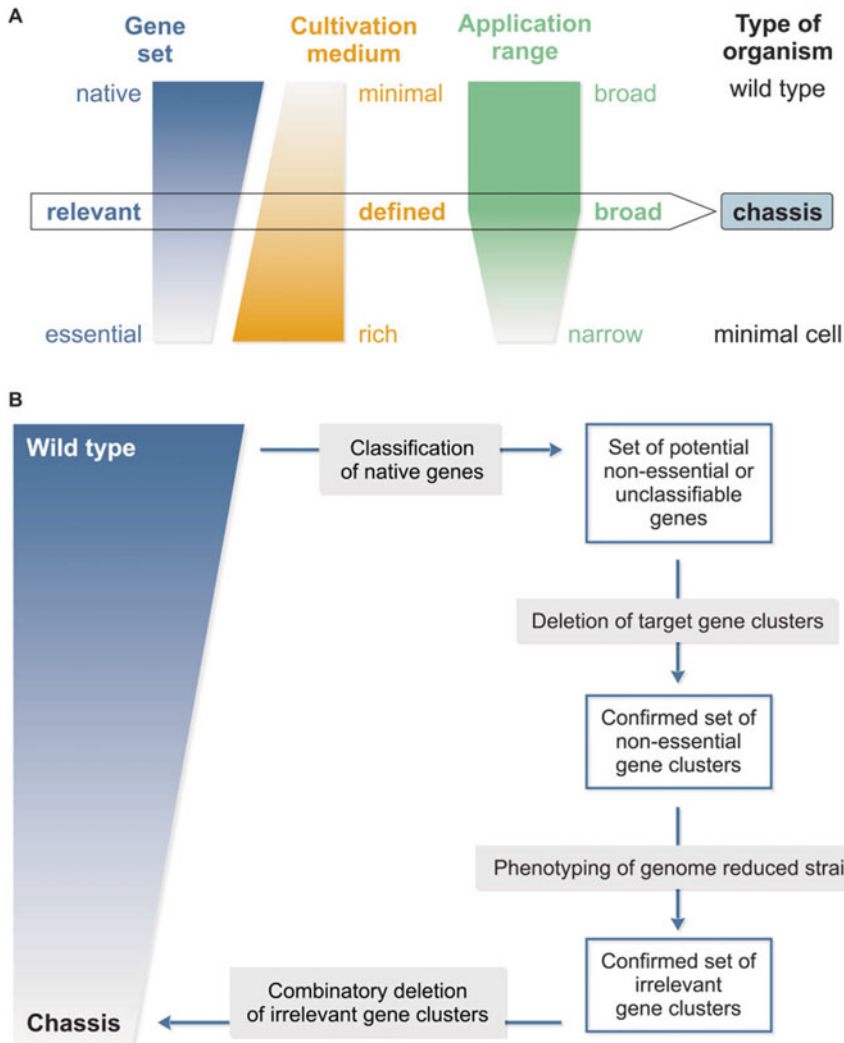 A
Gene
set
Cultivation
medium
Application
range
Type of
organism
native
minimal
broad
wild type
relevant
defined
broad
chassis
essential
rich
narrow
minimal cell
B
Wild type
Classification
of native genes
Set of potential
non-essential or
unclassifiable
genes
Deletion of target gene clusters
Confirmed set of
non-essential
gene clusters
Phenotyping of genome reduced strai
Confirmed set of
irrelevant
gene clusters
Combinatory deletion
of irrelevant gene clusters
Chassis